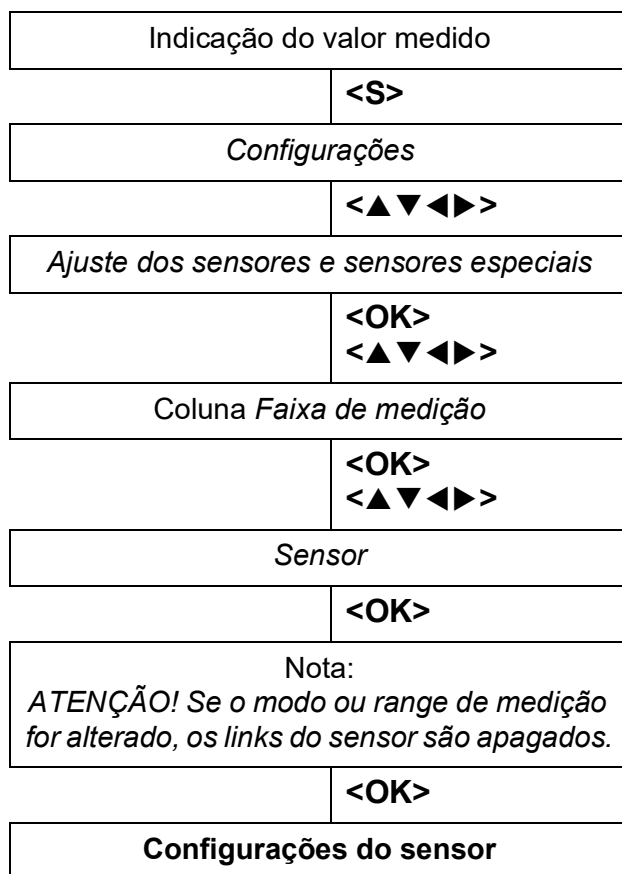 Indicação do valor medido
<S>
Configurações
<▲▼◀▶>
Ajuste dos sensores e sensores especiais
<OK>
<▲▼◀▶>
Coluna Faixa de medição
<OK>
<▲▼◀▶>
Sensor
<OK>
Nota:
ATENÇÃO! Se o modo ou range de medição
for alterado, os links do sensor são apagados.
<OK>
Configurações do sensor